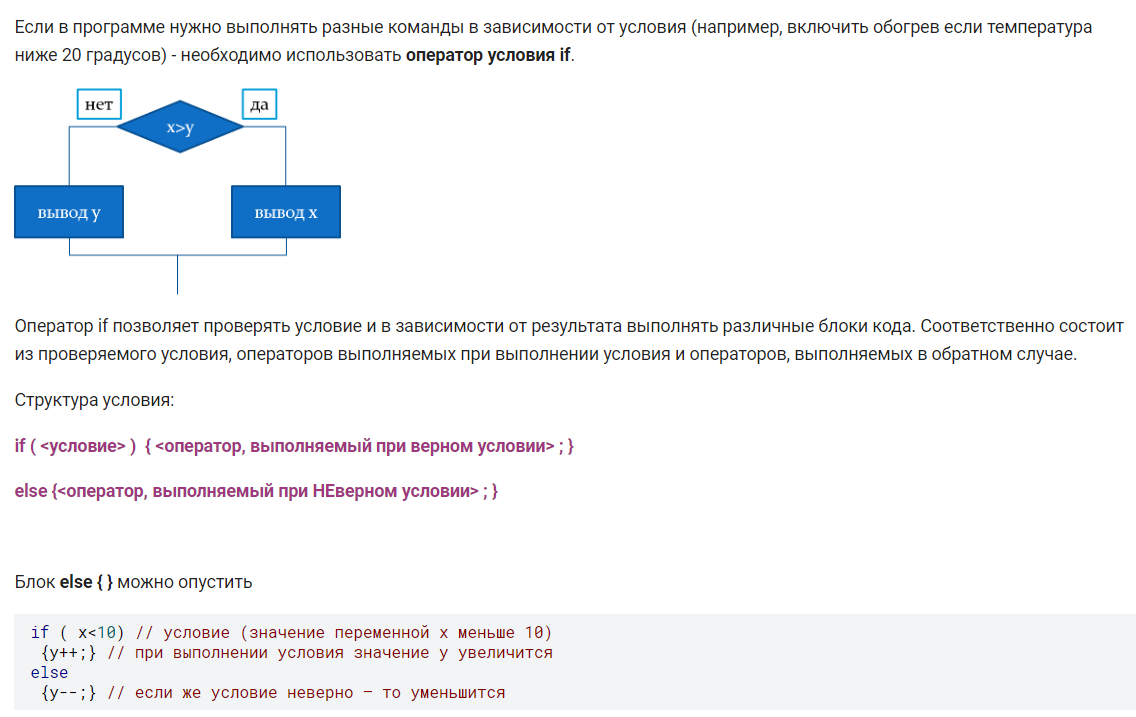 Если в программе нужно выполнять разные команды в зависимости от условия (например, включить обогрев если температура
ниже 20 градусов) - необходимо использовать оператор условия if.
нет
да
x>y
вывод y
вывод x
Оператор if позволяет проверять условие и в зависимости от результата выполнять различные блоки кода. Соответственно состоит
из проверяемого условия, операторов выполняемых при выполнении условия и операторов, выполняемых в обратном случае.
Структура условия:
if ( <условие> ) { <оператор, выполняемый при верном условии> ; }
else {<оператор, выполняемый при НЕверном условии> ; }
Блок else { } можно опустить
if ( x<10) // условие (значение переменной x меньше 10)
{y++;} // при выполнении условия значение y увеличится
else
{y--;} // если же условие неверно – то уменьшится